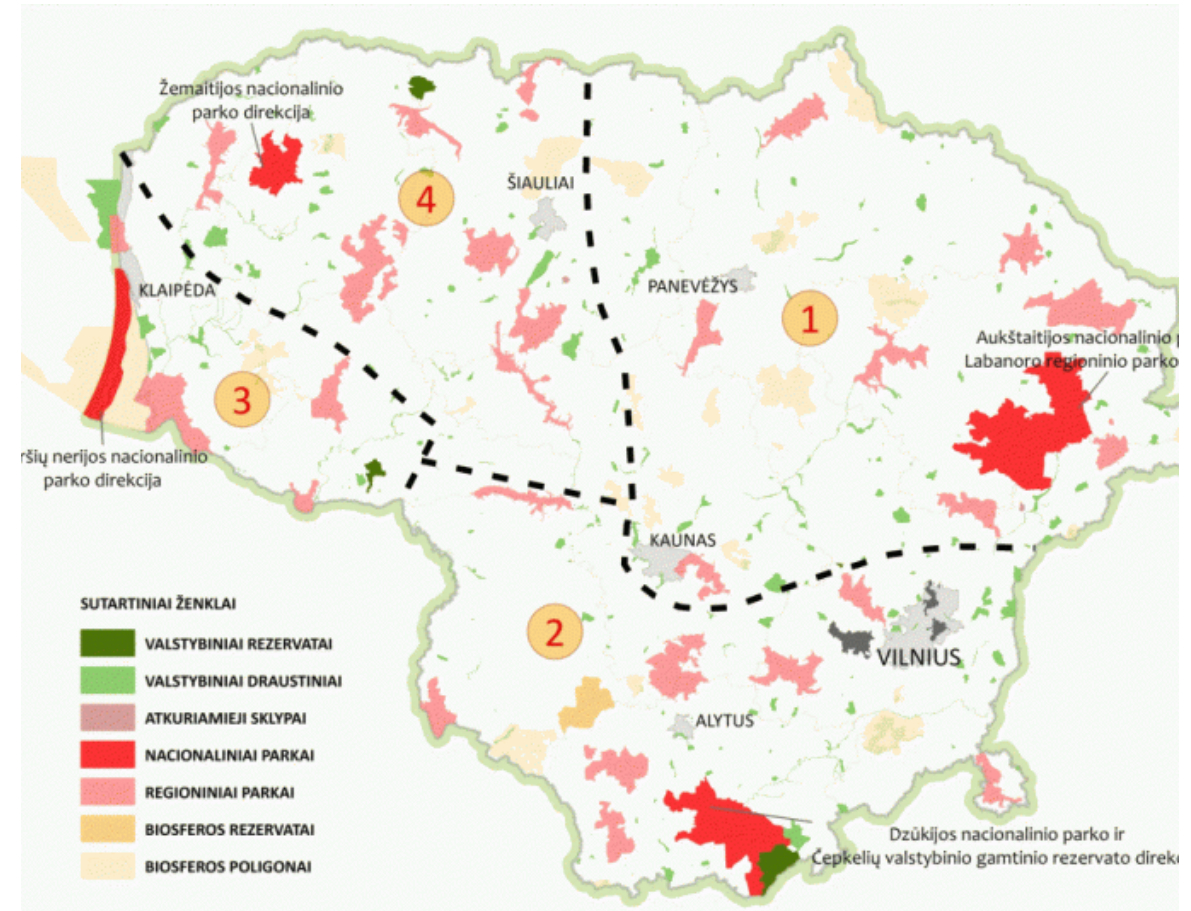 Žemaitijos nacionalinio
parko direkcija
4
ŠIAULIAI
KLAIPĖDA
PANEVĖŽYS
1
Aukštaitijos nacionalinio
Labanoro regioninio parko
3
nerijos nacionalinio
parko direkcija
KAUNAS
2
VILNIUS
ALYTUS
Dzūkijos nacionalinio parko ir
Čepkelių valstybinio gamtinio rezervato
SUTARTINIAI ŽENKLAI
VALSTYBINIAI REZERVATAI
VALSTYBINIAI DRAUSTINIAI
ATKURIAMIEJI SKLYPAI
NACIONALINIAI PARKAI
REGIONINIAI PARKAI
BIOSFEROS REZERVATAI
BIOSFEROS POLIGONAI